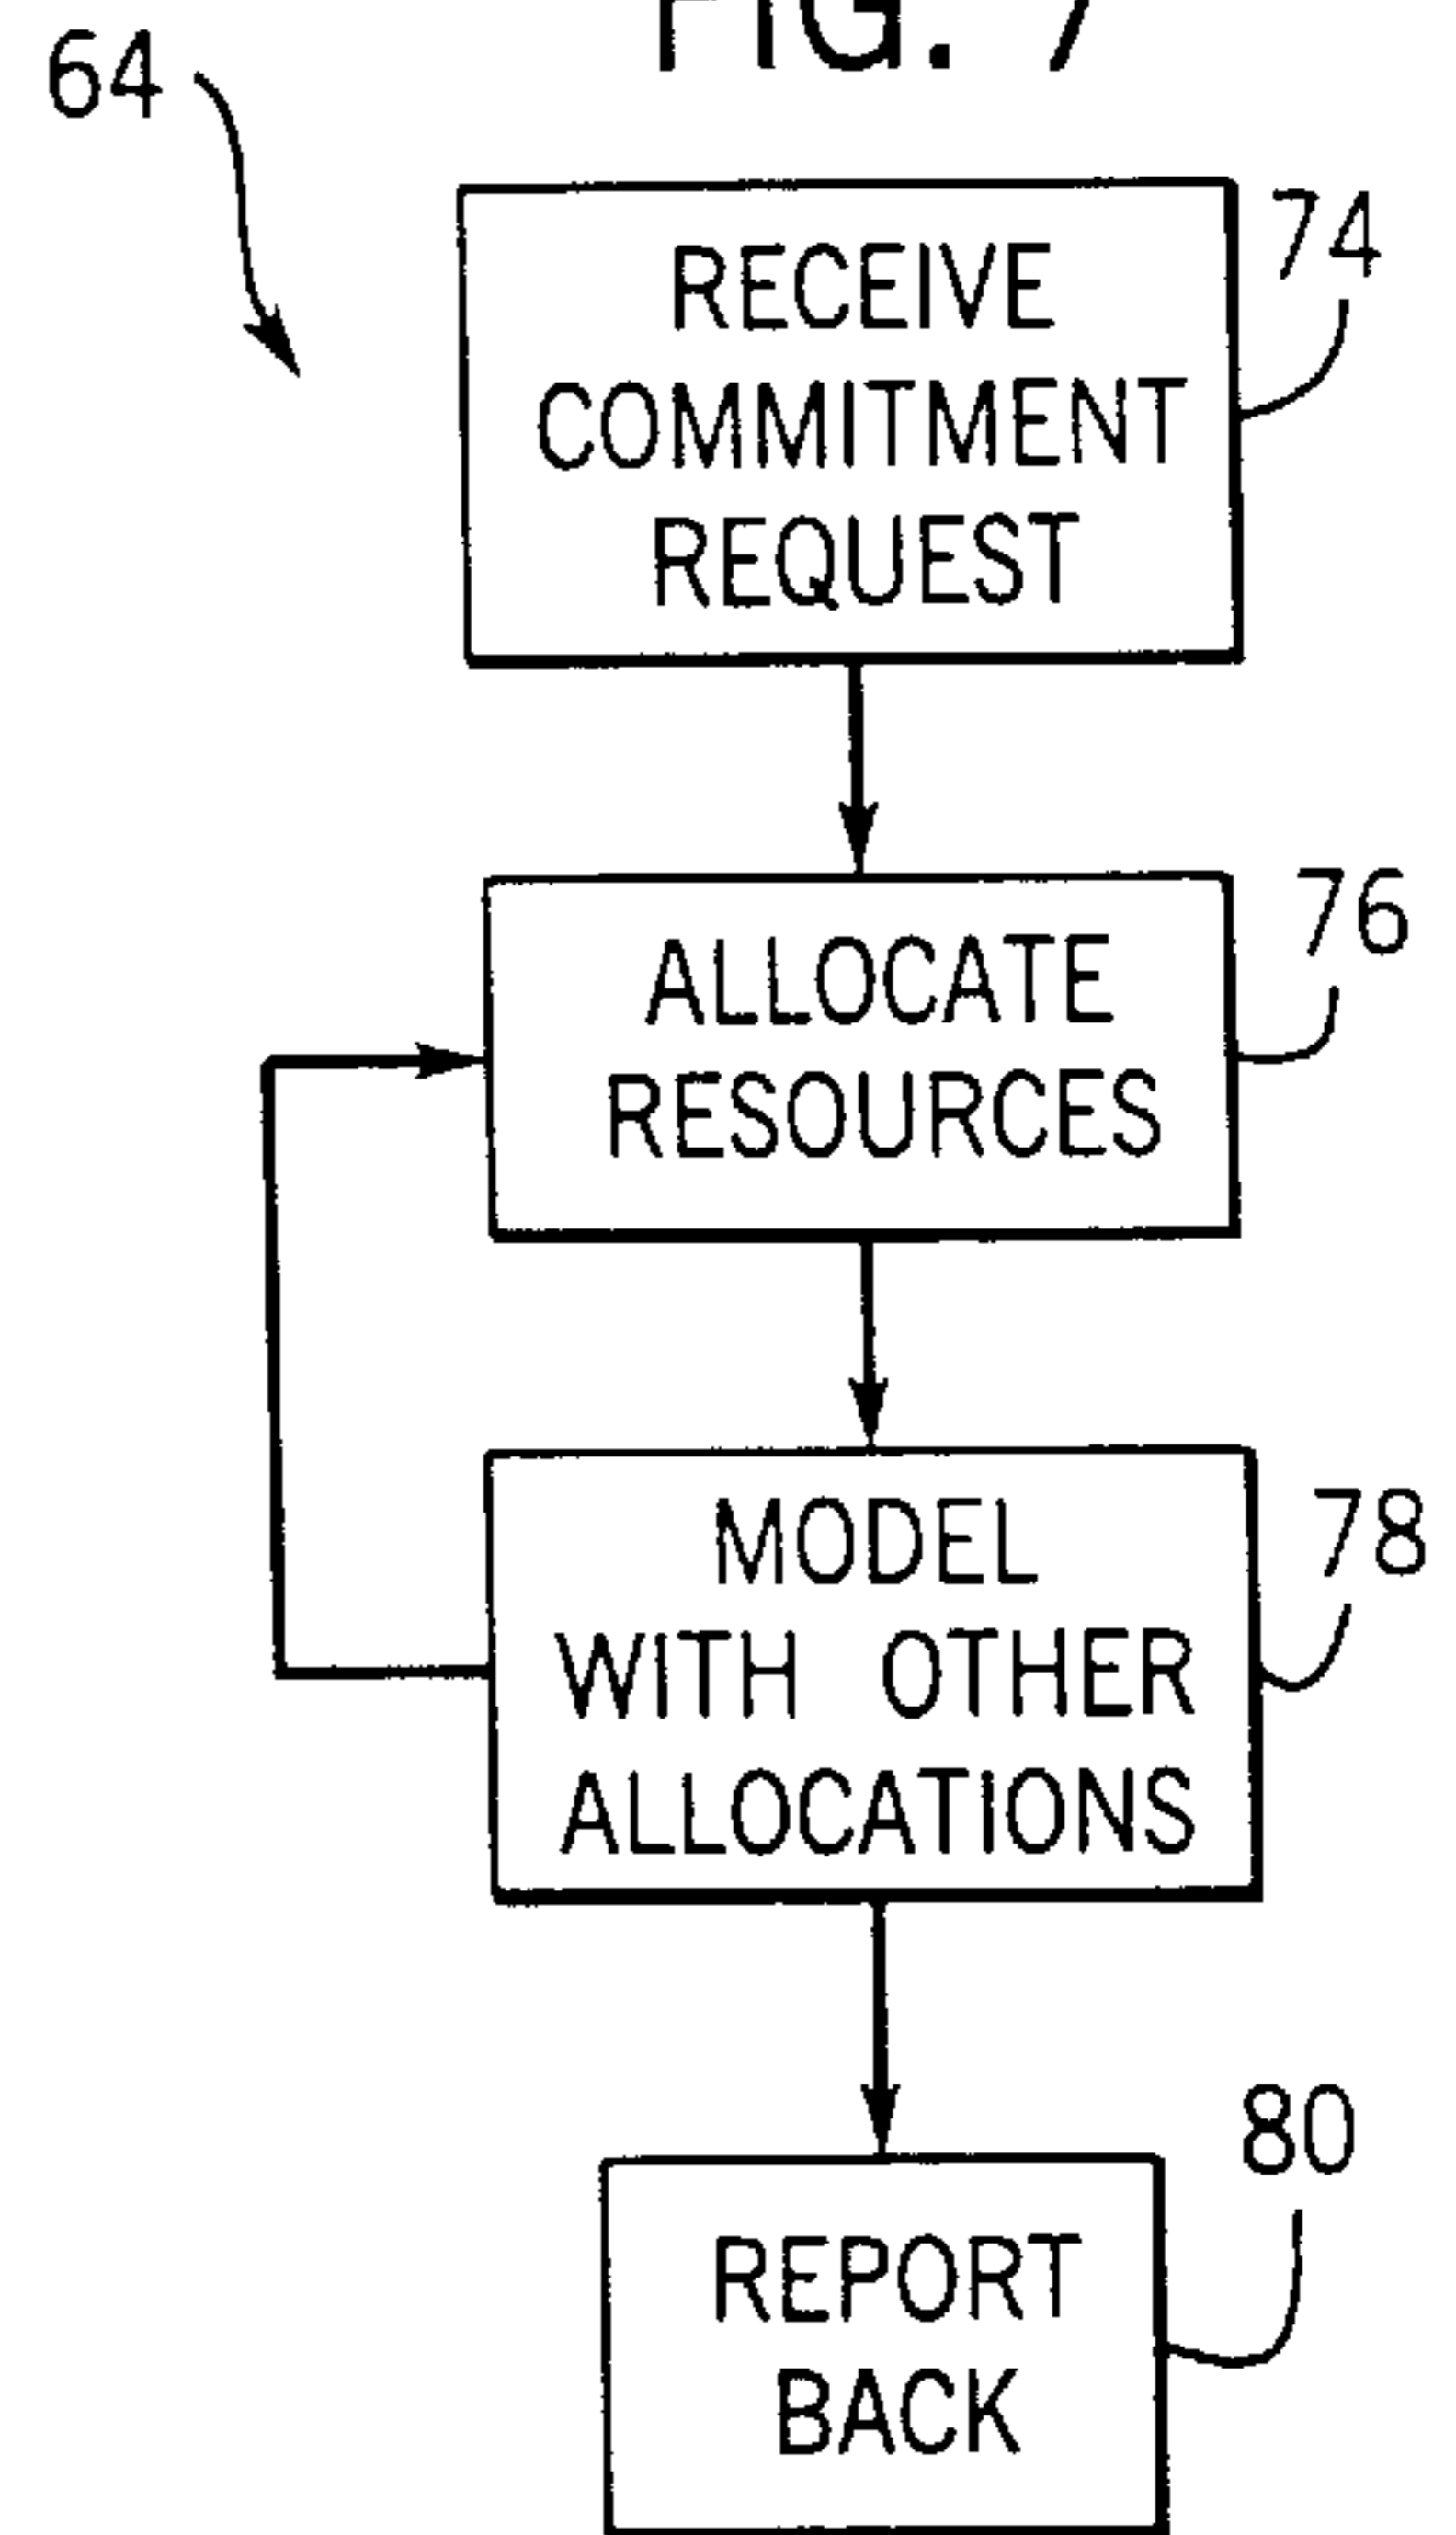 FIG. 7
64
74
RECEIVE
COMMITMENT
REQUEST
76
ALLOCATE
RESOURCES
78
MODEL
WITH OTHER
ALLOCATIONS
80
REPORT
BACK